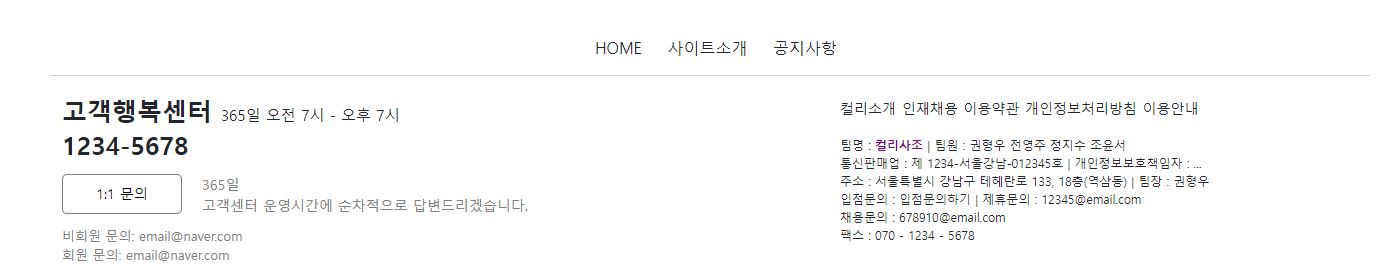 HOME 사이트소개 공지사항
고객행복센터 365일 오전 7시 - 오후 7시
1234-5678
1:1 문의
365일
고객센터 운영시간에 순차적으로 답변드리겠습니다.
비회원 문의: email@naver.com
회원 문의: email@naver.com
컬리소개 인재채용 이용약관 개인정보처리방침 이용안내
팀명 : 컬리사조 | 팀원 : 권형우 전영주 정지수 조윤서
통신판매업 : 제 1234-서울강남-012345호 | 개인정보보호책임자 : ...
주소 : 서울특별시 강남구 테헤란로 133, 18층(역삼동) | 팀장 : 권형우
입점문의 : 입점문의하기 | 제휴문의 : 12345@email.com
채용문의 : 678910@email.com
팩스 : 070 - 1234 - 5678